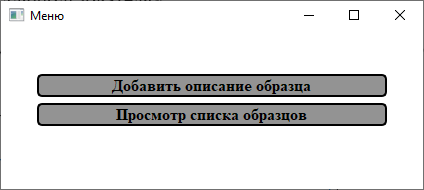 Меню
Добавить описание образца
Просмотр списка образцов